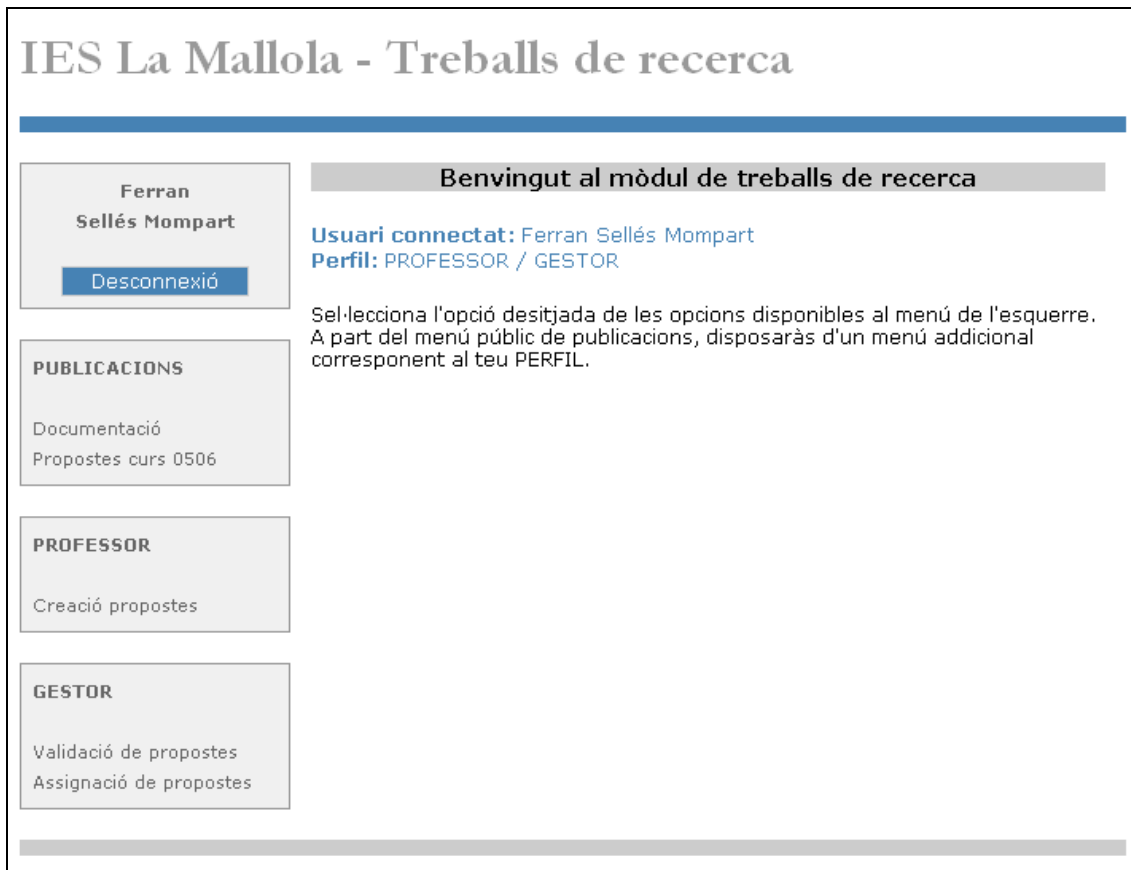 IES La Mallola - Treballs de recerca
Ferran
Sellés Mompart
Desconnexió
PUBLICACIONS
Documentació
Propostes curs 0506
PROFESSOR
Creació propostes
GESTOR
Validació de propostes
Assignació de propostes
Benvingut al mòdul de treballs de recerca
Usuari connectat: Ferran Sellés Mompart
Perfil: PROFESSOR / GESTOR
Sel·lecciona l'opció desitjada de les opcions disponibles al menú de l'esquerre.
A part del menú públic de publicacions, disposaràs d'un menú addicional
corresponent al teu PERFIL.